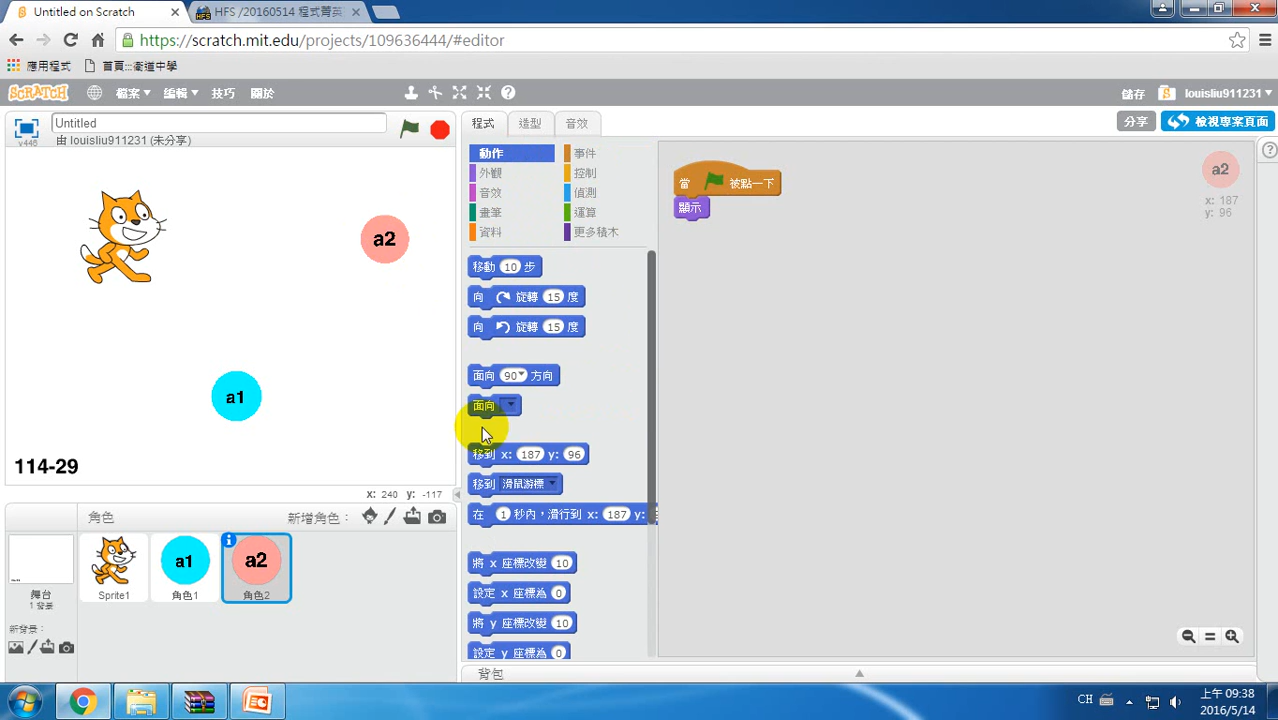 Untitled on Scratch
HFS /20160514 程式菁英
https://scratch.mit.edu/projects/109636444/#editor
應用程式
首頁::衛道中學
SCRATCH
檔案
編輯
技巧
關於
儲存
louisliu911231
Untitled
由 louisliu911231 (未分享)
v446
程式
造型
音效
分享
檢視專案頁面
動作
事件
外觀
控制
音效
偵測
畫筆
運算
資料
更多積木
當 被點一下
顯示
a2
x: 187
y: 96
a2
a1
114-29
移動 10 步
向 旋轉 15 度
向 旋轉 15 度
面向 90 方向
面向
移到 x: 187 y: 96
移到 滑鼠游標
在 1 秒內,滑行到 x: 187 y:
將 x 座標改變 10
設定 x 座標為 0
將 y 座標改變 10
設定 y 座標為 0
x: 240 y: -117
角色
新增角色:
舞台
1 背景
新背景:
Sprite1
a1
角色1
a2
角色2
背包
CH
上午 09:38
2016/5/14